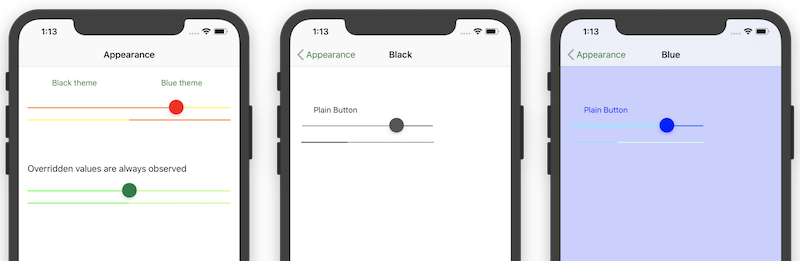 1:13
Appearance
Black theme Blue theme
Overridden values are always observed
1:13
Appearance Black
Plain Button
1:13
Appearance Blue
Plain Button